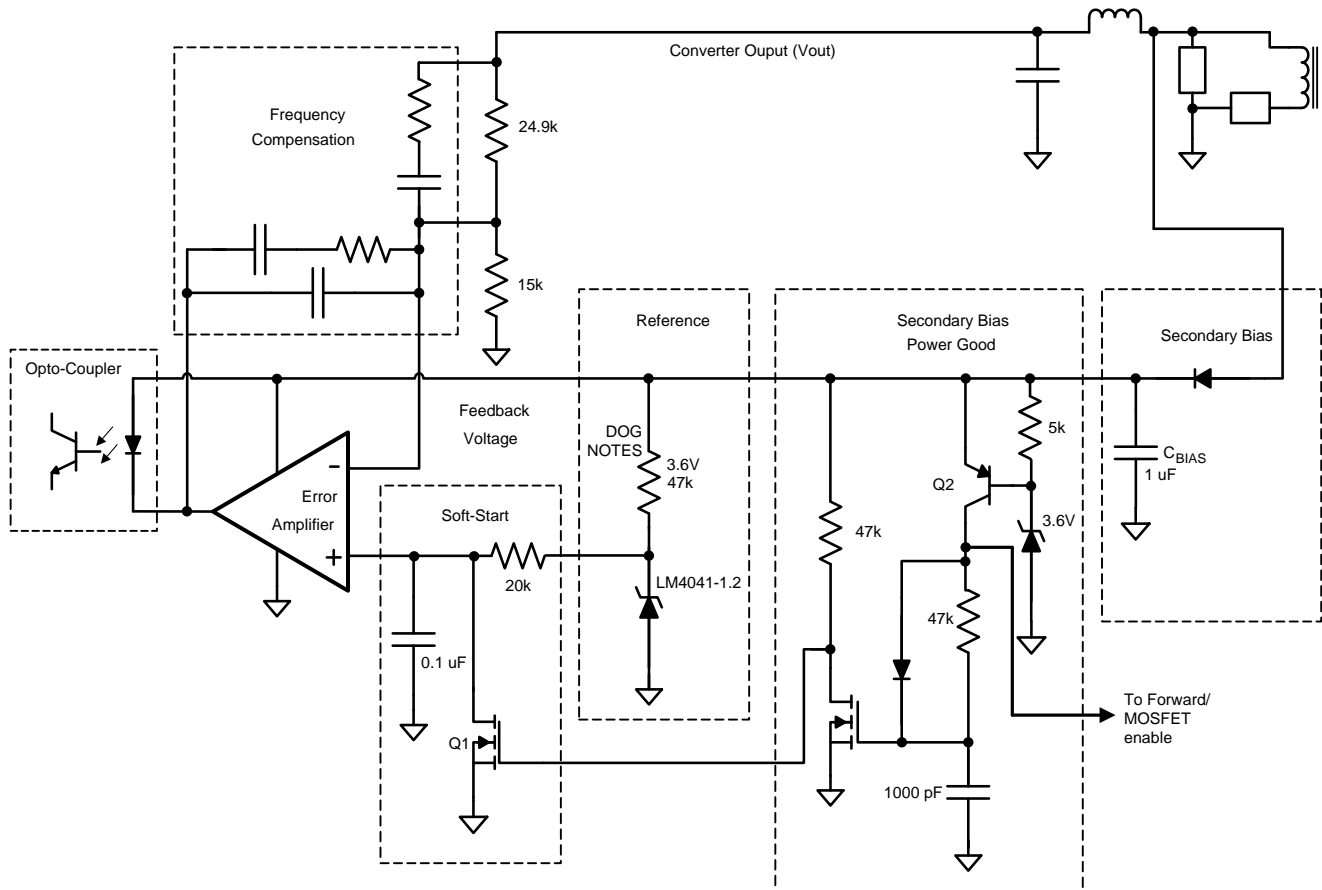 Converter Ouput (Vout)
Frequency
Compensation
24.9k
15k
Reference
Secondary Bias
Power Good
Secondary Bias
Opto-Coupler
Feedback
Voltage
DOG
NOTES
3.6V
47k
5k
CBIAS
1 uF
-
Error
Amplifier
+
Soft-Start
Q2
3.6V
47k
20k
LM4041-1.2
47k
0.1 uF
To Forward/
MOSFET
enable
Q1
1000 pF